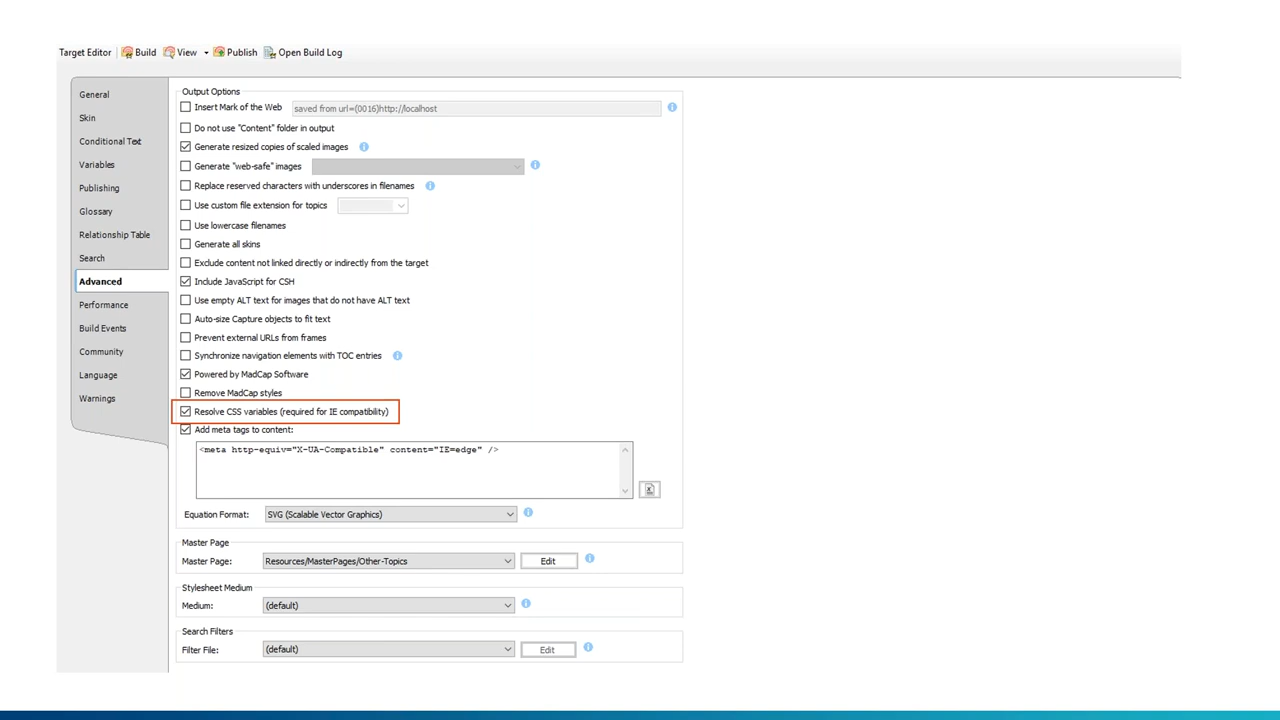 Target Editor Build View Publish Open Build Log
General
Skin
Conditional Text
Variables
Publishing
Glossary
Relationship Table
Search
Advanced
Performance
Build Events
Community
Language
Warnings
Output Options
Insert Mark of the Web saved from url=(0016)http://localhost
Do not use "Content" folder in output
Generate resized copies of scaled images
Generate "web-safe" images
Replace reserved characters with underscores in filenames
Use custom file extension for topics
Use lowercase filenames
Generate all skins
Exclude content not linked directly or indirectly from the target
Include JavaScript for CSH
Use empty ALT text for images that do not have ALT text
Auto-size Capture objects to fit text
Prevent external URLs from frames
Synchronize navigation elements with TOC entries
Powered by MadCap Software
Remove MadCap styles
Resolve CSS variables (required for IE compatibility)
Add meta tags to content:
<meta http-equiv="X-UA-Compatible" content="IE=edge" />
Equation Format: SVG (Scalable Vector Graphics)
Master Page
Master Page: Resources/MasterPages/Other-Topics Edit
Stylesheet Medium
Medium: (default)
Search Filters
Filter File: (default) Edit